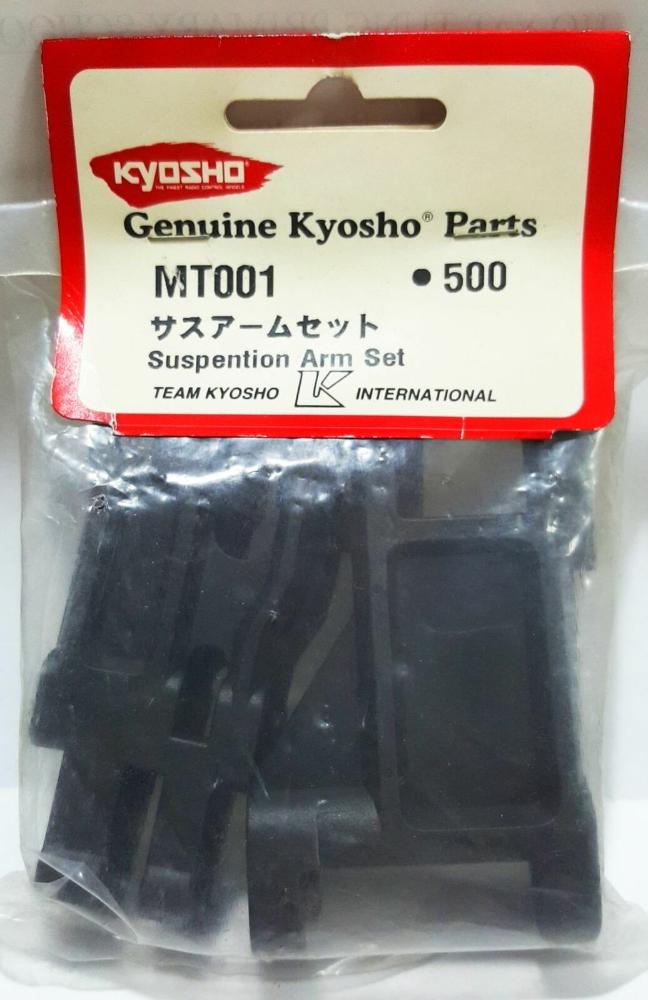 KYOSHO®
THE FINEST RADIO CONTROL MODELS
Genuine Kyosho® Parts
MT001 • 500
サスアームセット
Suspention Arm Set
TEAM KYOSHO K INTERNATIONAL